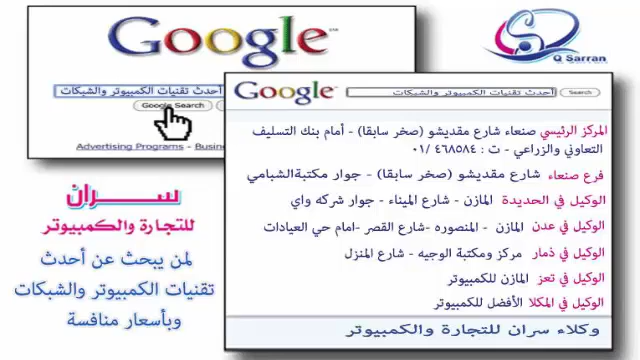 Google
أحدث تقنيات الكمبيوتر والشبكات
Google Search
Advertising Programs - Busin
Q Sarran
Google
أحدث تقنيات الكمبيوتر والشبكات
Search
المركز الرئيسي صنعاء شارع مقديشو (صخر سابقا) - أمام بنك التسليف
التعاوني والزراعي - ت : ٤٦٨٥٨٤ /٠١
فرع صنعاء شارع مقديشو (صخر سابقا) - جوار مكتبة الشبامي
الوكيل في الحديدة المازن - شارع الميناء - جوار شركه واي
الوكيل في عدن المازن - المنصوره -شارع القصر -امام حي العيادات
الوكيل في ذمار مركز ومكتبة الوجيه - شارع المنزل
الوكيل في تعز المازن للكمبيوتر
الوكيل في المكلا الأفضل للكمبيوتر
وكلاء سران للتجارة والكمبيوتر
ســـران
للتجارة والكمبيوتر
لمن يبحث عن أحدث
تقنيات الكمبيوتر والشبكات
وبأسعار منافسة